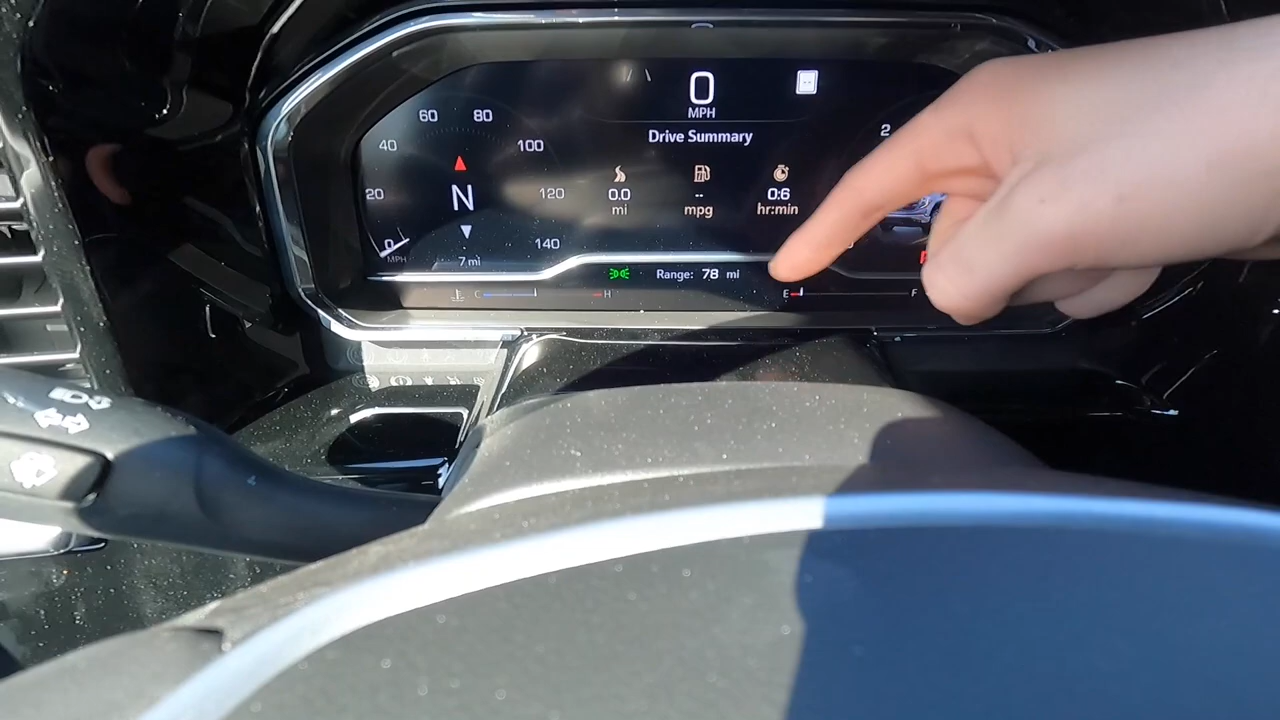 0
MPH
Drive Summary
60 80
40 100
20 120
0 140
MPH
N
7 mi
0.0
mi
--
mpg
0:6
hr:min
2
Range: 78 mi
C H
E F